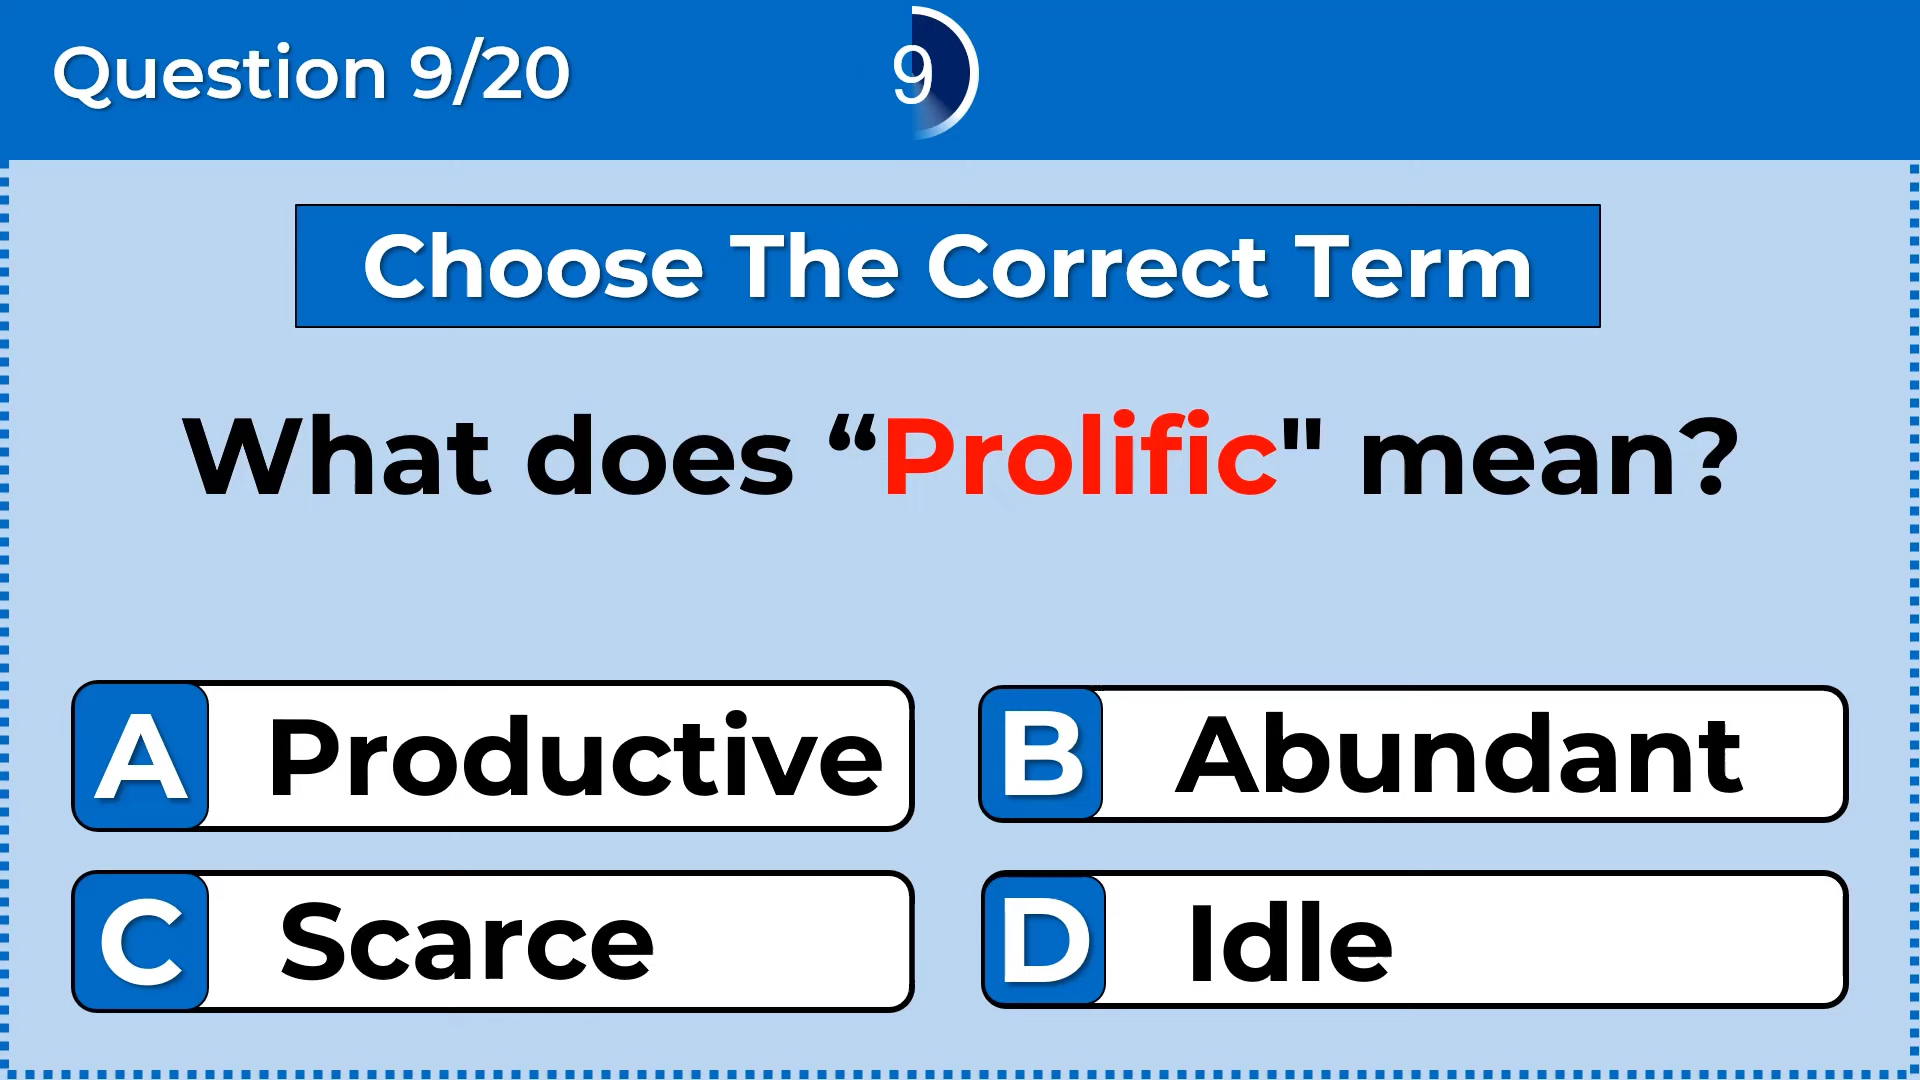 Question 9/20
9
Choose The Correct Term
What does “Prolific" mean?
A Productive
B Abundant
C Scarce
D Idle